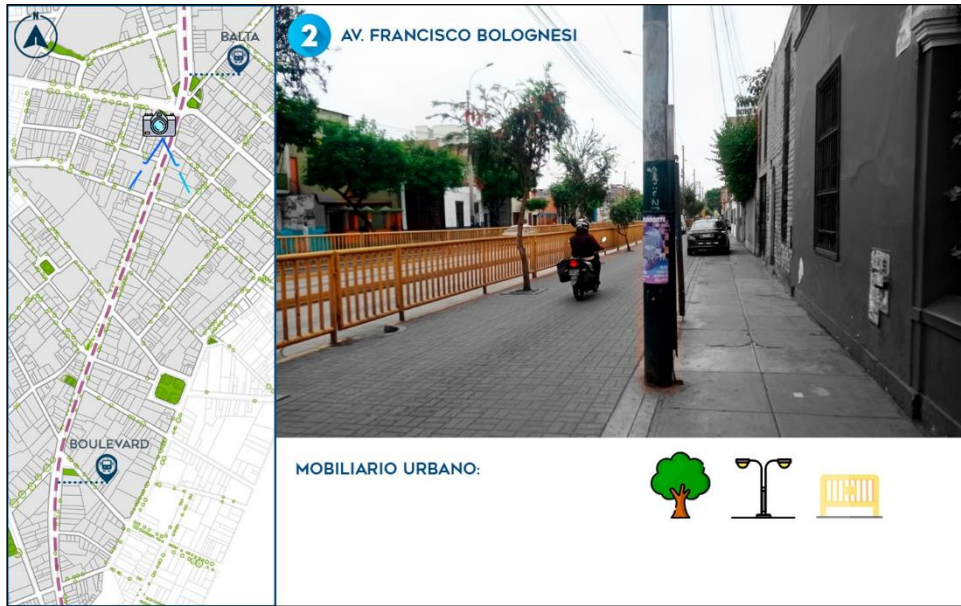 N
BALTA
BOULEVARD
2 AV. FRANCISCO BOLOGNESI
MOBILIARIO URBANO: